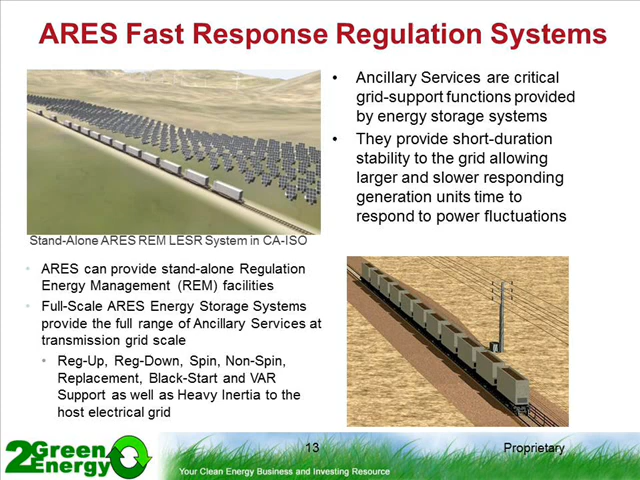 ARES Fast Response Regulation Systems
• Ancillary Services are critical
grid-support functions provided
by energy storage systems
• They provide short-duration
stability to the grid allowing
larger and slower responding
generation units time to
respond to power fluctuations
Stand-Alone ARES REM LESR System in CA-ISO
• ARES can provide stand-alone Regulation
Energy Management (REM) facilities
• Full-Scale ARES Energy Storage Systems
provide the full range of Ancillary Services at
transmission grid scale
• Reg-Up, Reg-Down, Spin, Non-Spin,
Replacement, Black-Start and VAR
Support as well as Heavy Inertia to the
host electrical grid
2Green
Energy
13
Proprietary
Your Clean Energy Business and Investing Resource